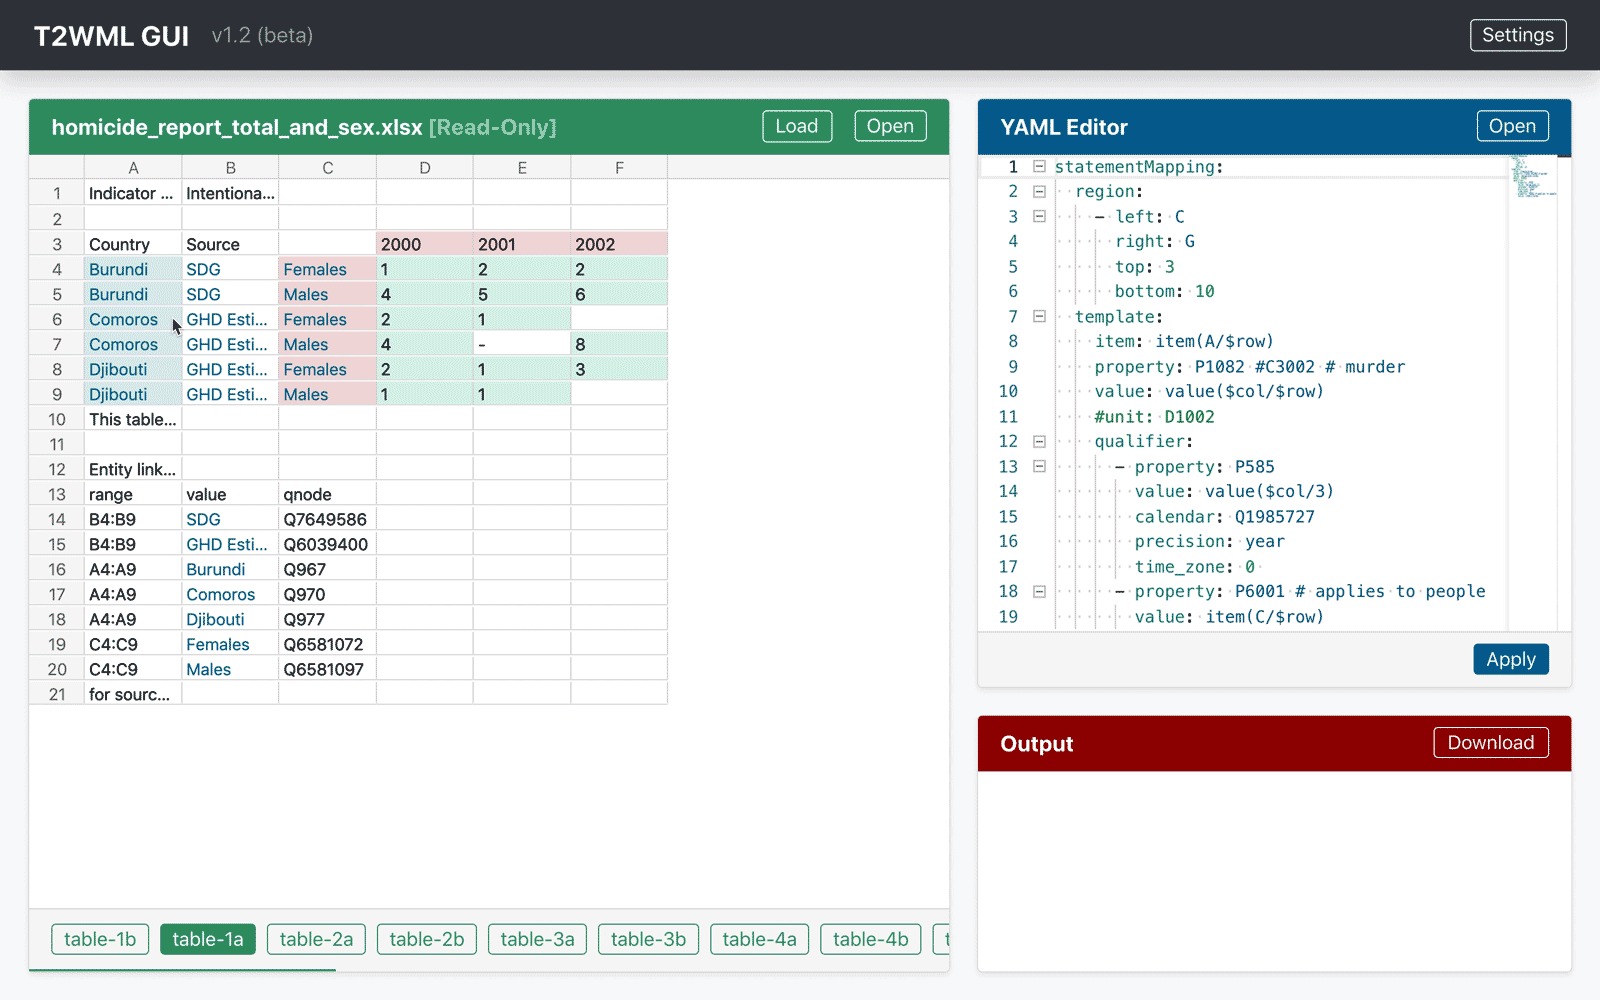 T2WML GUI v1.2 (beta) Settings
homicide_report_total_and_sex.xlsx [Read-Only] Load Open
A B C D E F
1 Indicator ... Intentiona...
2
3 Country Source 2000 2001 2002
4 Burundi SDG Females 1 2 2
5 Burundi SDG Males 4 5 6
6 Comoros GHD Esti... Females 2 1
7 Comoros GHD Esti... Males 4 - 8
8 Djibouti GHD Esti... Females 2 1 3
9 Djibouti GHD Esti... Males 1 1
10 This table...
11
12 Entity link...
13 range value qnode
14 B4:B9 SDG Q7649586
15 B4:B9 GHD Esti... Q6039400
16 A4:A9 Burundi Q967
17 A4:A9 Comoros Q970
18 A4:A9 Djibouti Q977
19 C4:C9 Females Q6581072
20 C4:C9 Males Q6581097
21 for sourc...
table-1b table-1a table-2a table-2b table-3a table-3b table-4a table-4b
YAML Editor Open
1 statementMapping:
2 region:
3 - left: C
4 right: G
5 top: 3
6 bottom: 10
7 template:
8 item: item(A/$row)
9 property: P1082 #C3002 # murder
10 value: value($col/$row)
11 #unit: D1002
12 qualifier:
13 - property: P585
14 value: value($col/3)
15 calendar: Q1985727
16 precision: year
17 time_zone: 0
18 - property: P6001 # applies to people
19 value: item(C/$row)
Apply
Output Download